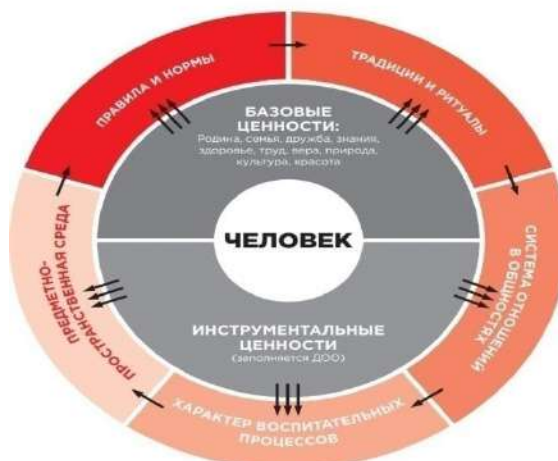 ПРАВИЛА И НОРМЫ
ТРАДИЦИИ И РИТУАЛЫ
БАЗОВЫЕ
ЦЕННОСТИ:
Родина, семья, дружба, знания,
здоровье, труд, вера, природа,
культура, красота
ЧЕЛОВЕК
СИСТЕМА ОТНОШЕНИЙ
В ОБЩНОСТЯХ
ПРЕДМЕТНО-
ПРОСТРАНСТВЕННАЯ СРЕДА
ИНСТРУМЕНТАЛЬНЫЕ
ЦЕННОСТИ
(заполняется ДОО)
ХАРАКТЕР ВОСПИТАТЕЛЬНЫХ
ПРОЦЕССОВ